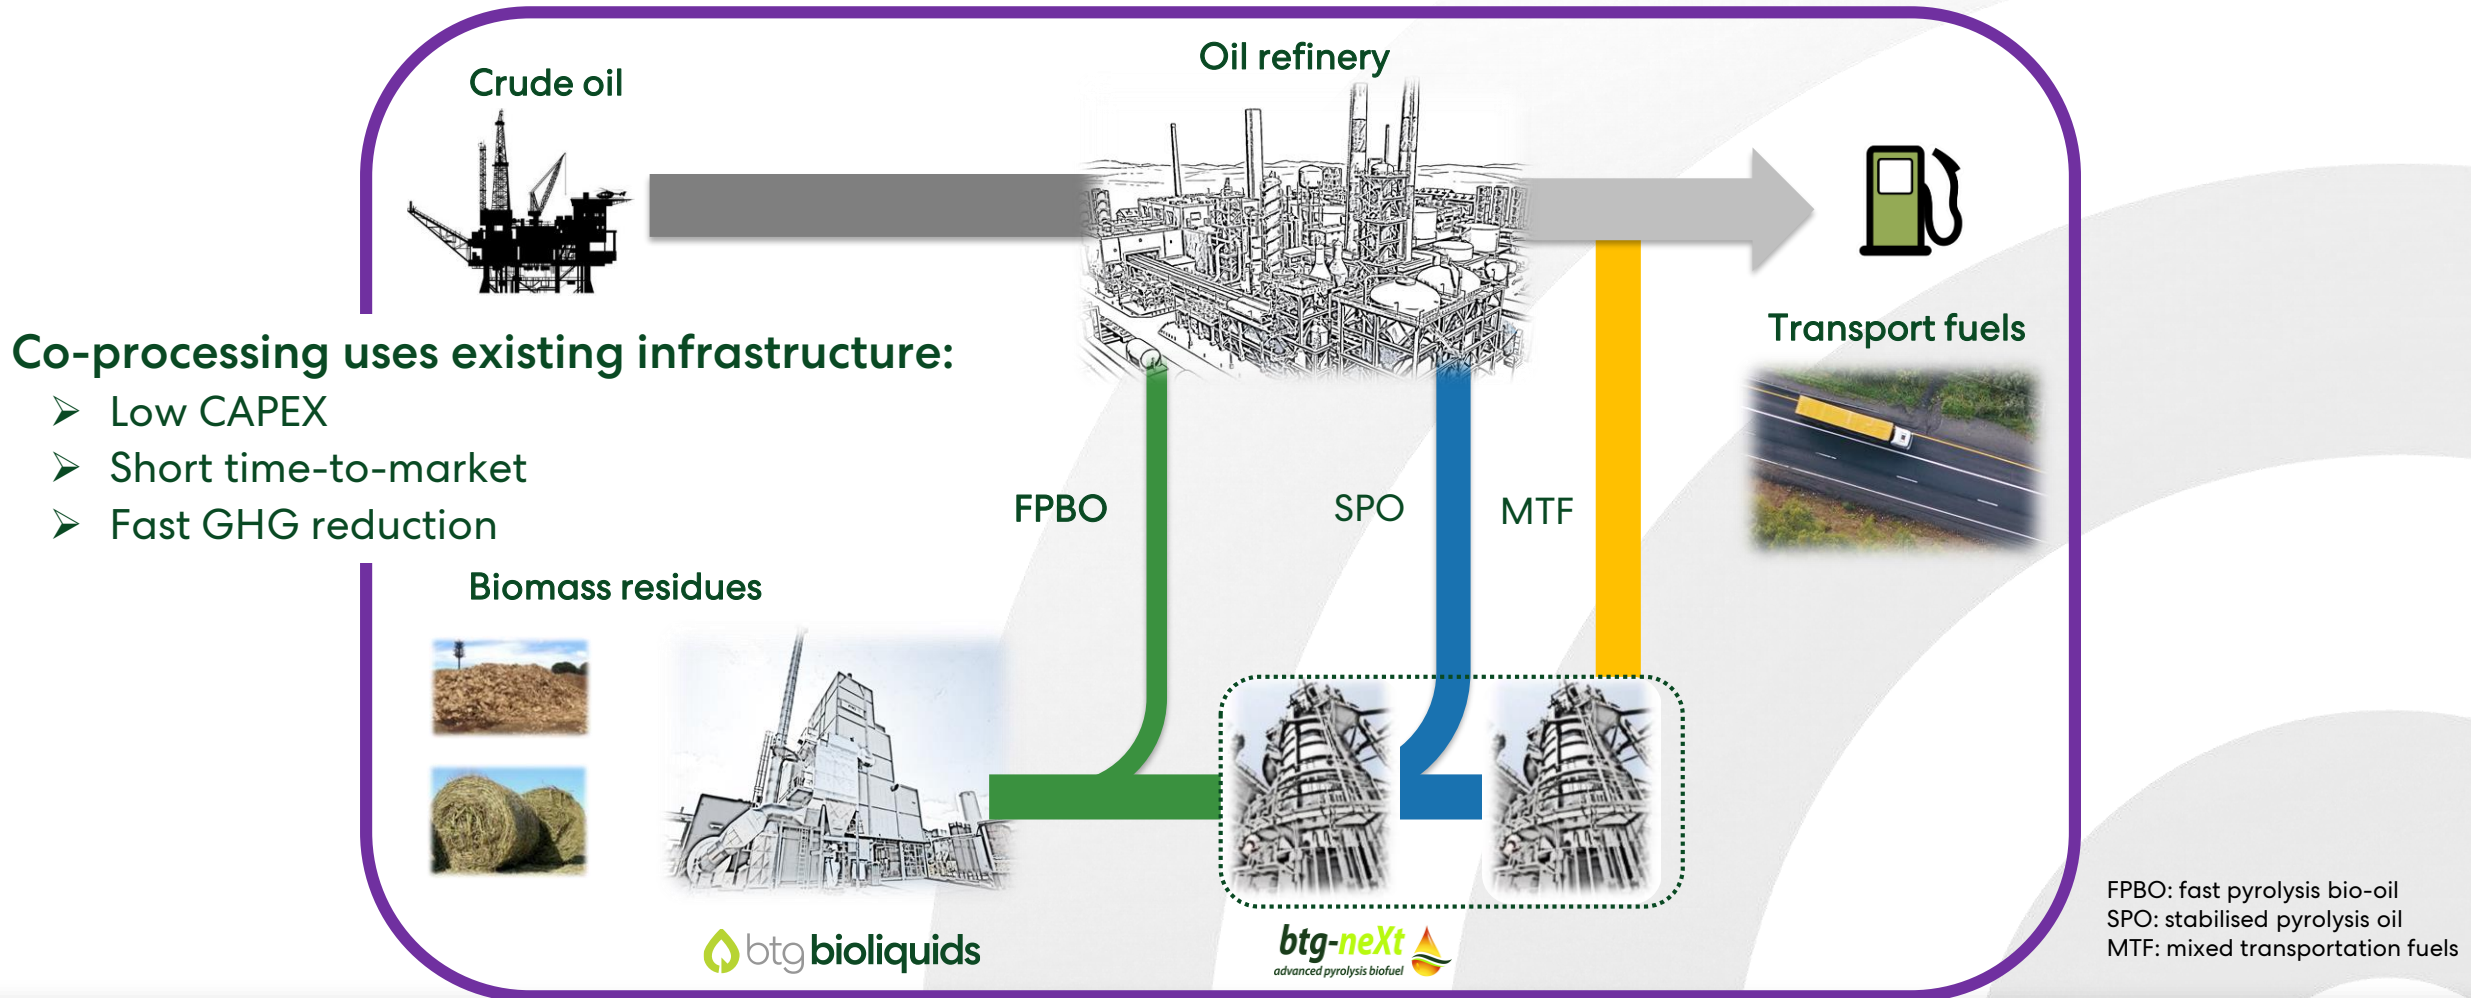 Crude oil
Oil refinery
Co-processing uses existing infrastructure:
➢ Low CAPEX
➢ Short time-to-market
➢ Fast GHG reduction
Transport fuels
FPBO
SPO
MTF
Biomass residues
btg bioliquids
btg-neXt
advanced pyrolysis biofuel
FPBO: fast pyrolysis bio-oil
SPO: stabilised pyrolysis oil
MTF: mixed transportation fuels